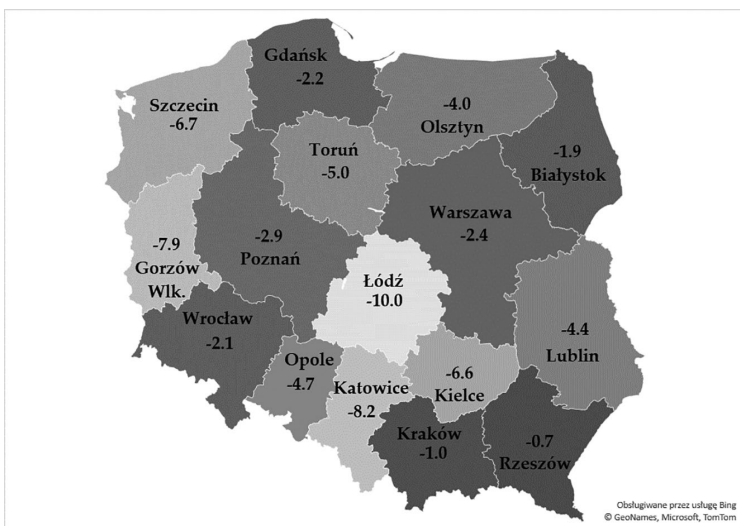 Gdańsk
-2.2
Szczecin
-6.7
-4.0
Olsztyn
Toruń
-5.0
-1.9
Białystok
Warszawa
-2.4
-7.9
Gorzów
Wlk.
-2.9
Poznań
Łódź
-10.0
Wrocław
-2.1
-4.4
Lublin
Opole
-4.7
Katowice
-8.2
-6.6
Kielce
Kraków
-1.0
-0.7
Rzeszów
Obsługiwane przez usługę Bing
© GeoNames, Microsoft, TomTom